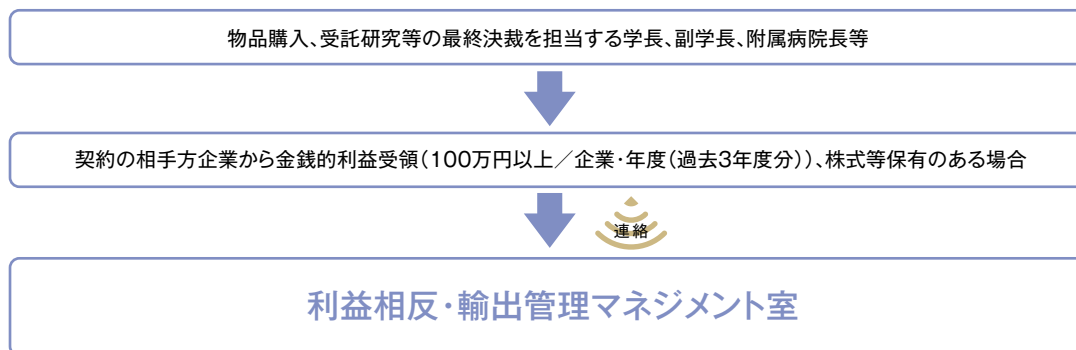 物品購入、受託研究等の最終決裁を担当する学長、副学長、附属病院長等
契約の相手方企業から金銭的利益受領(100万円以上／企業・年度(過去3年度分))、株式等保有のある場合
連絡
利益相反・輸出管理マネジメント室